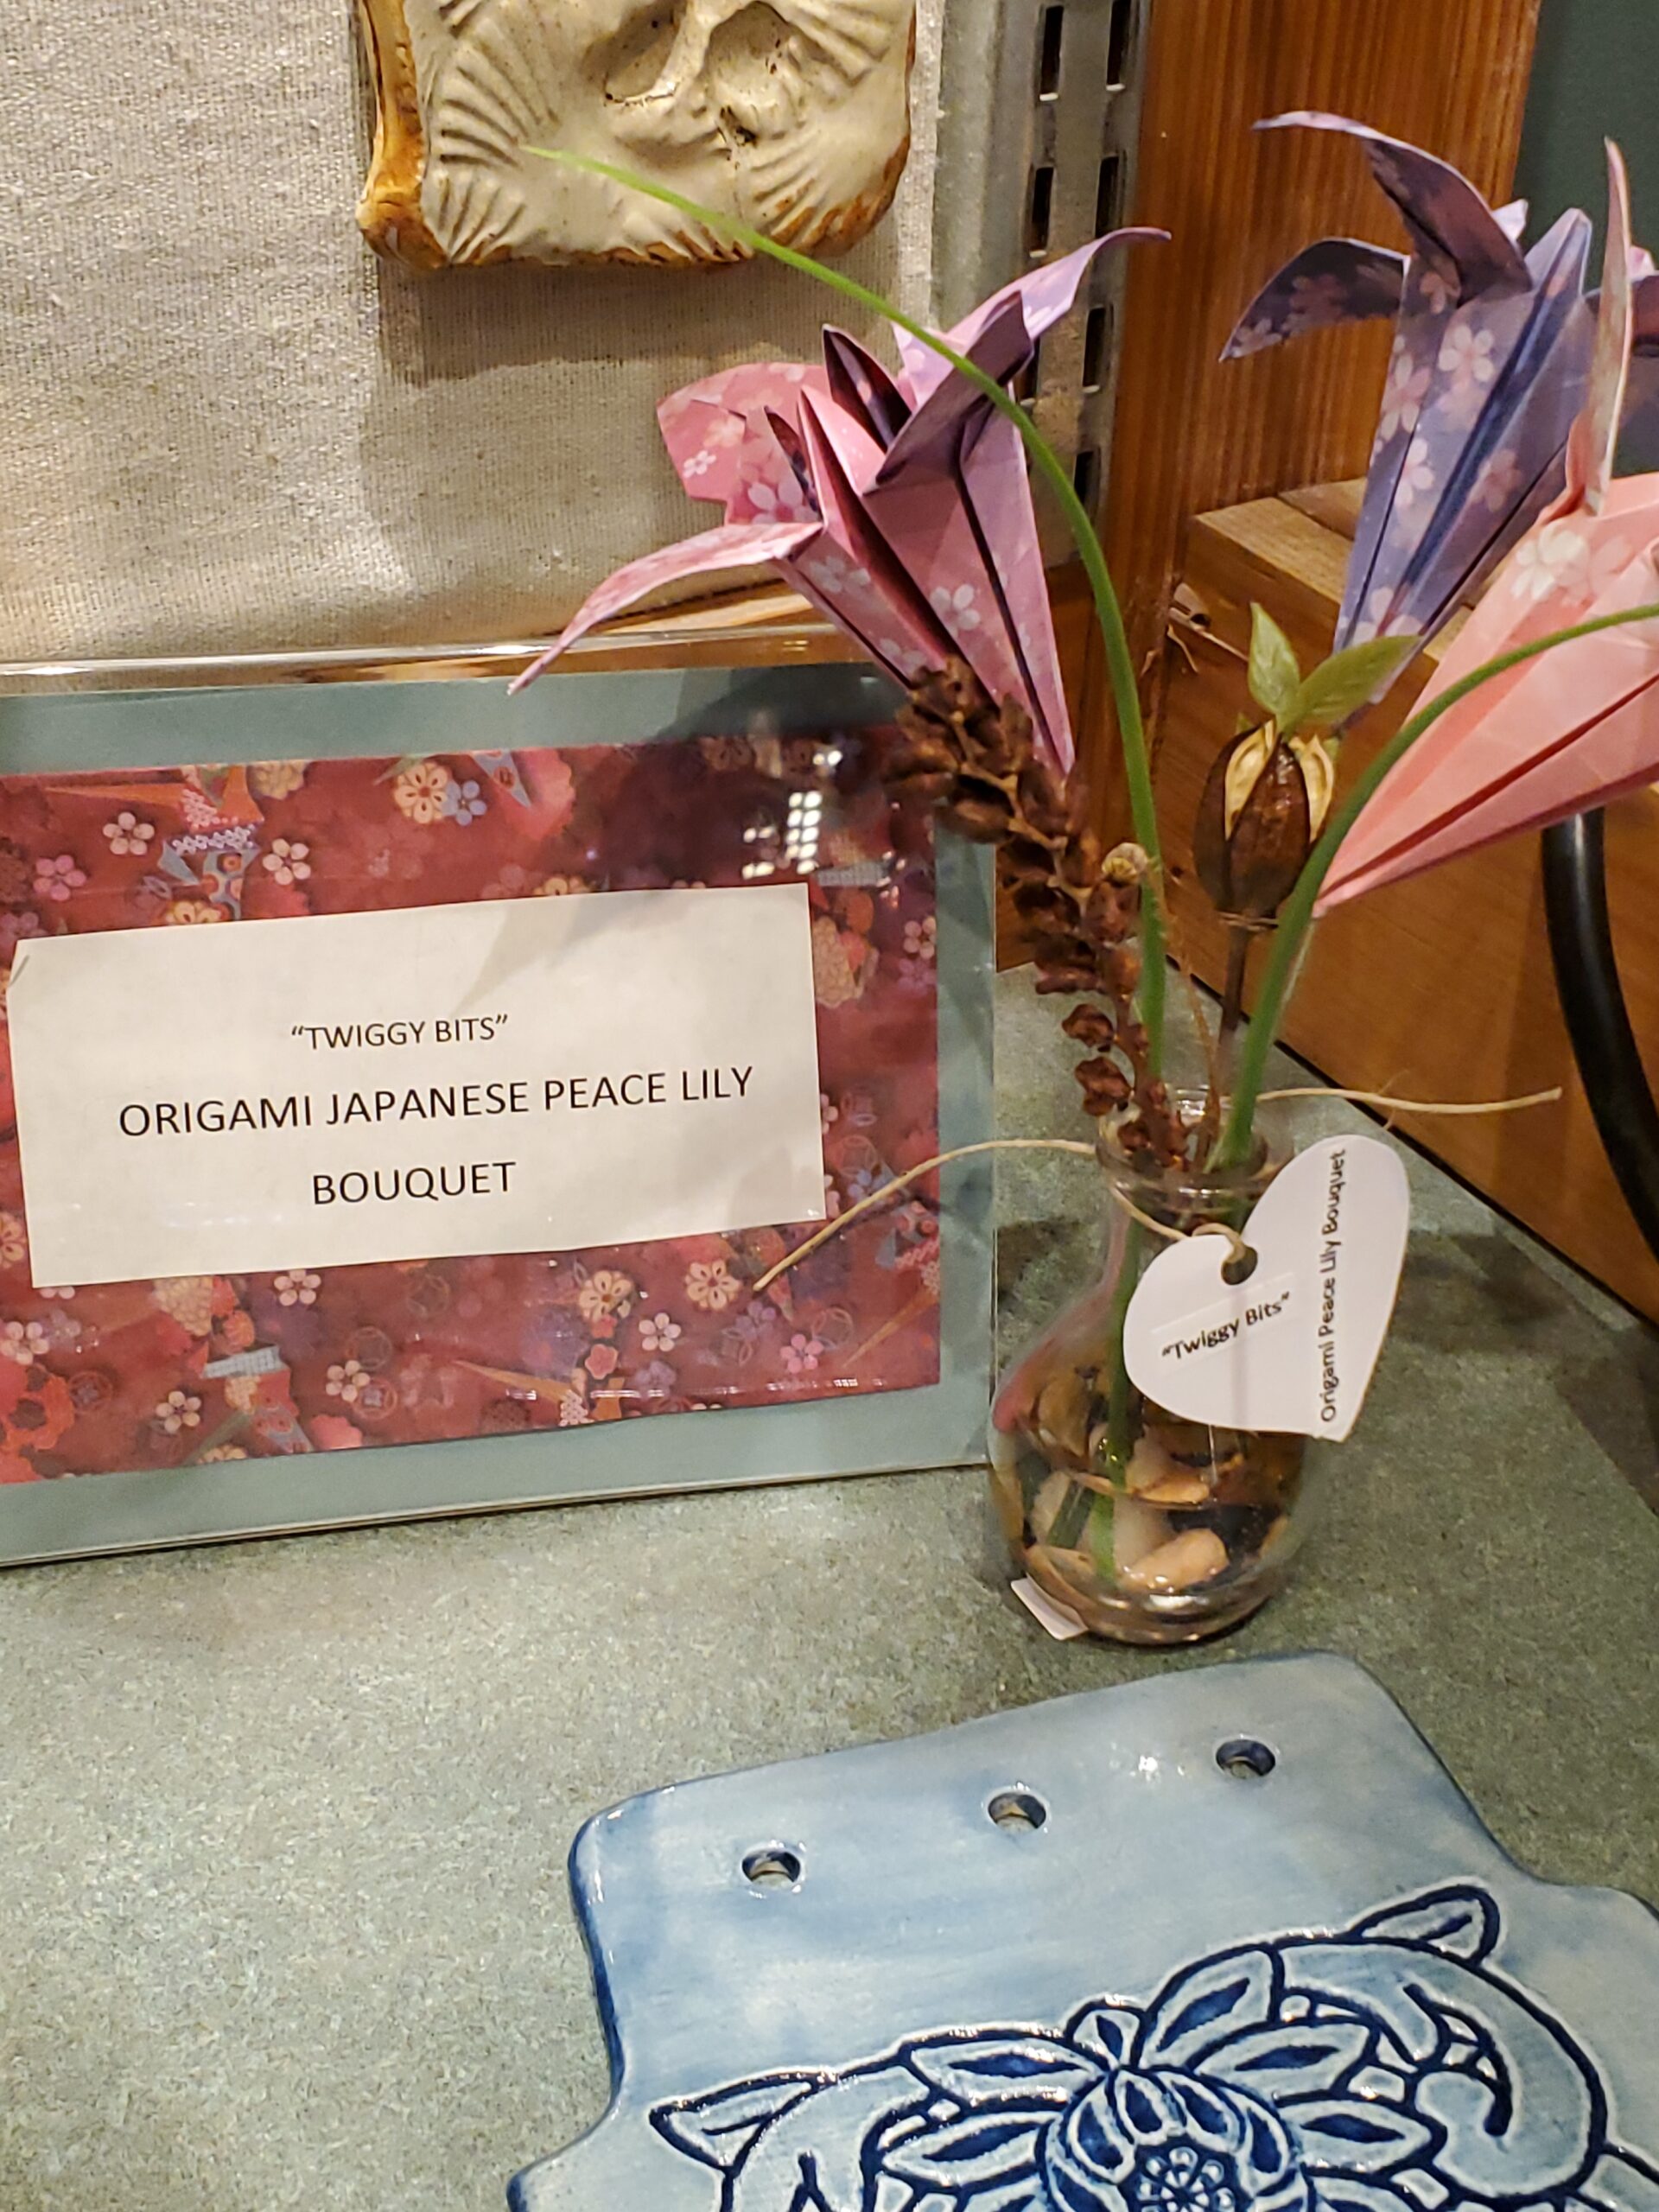 “TWIGGY BITS”
ORIGAMI JAPANESE PEACE LILY
BOUQUET
“Twiggy Bits”
Origami Peace Lily Bouquet